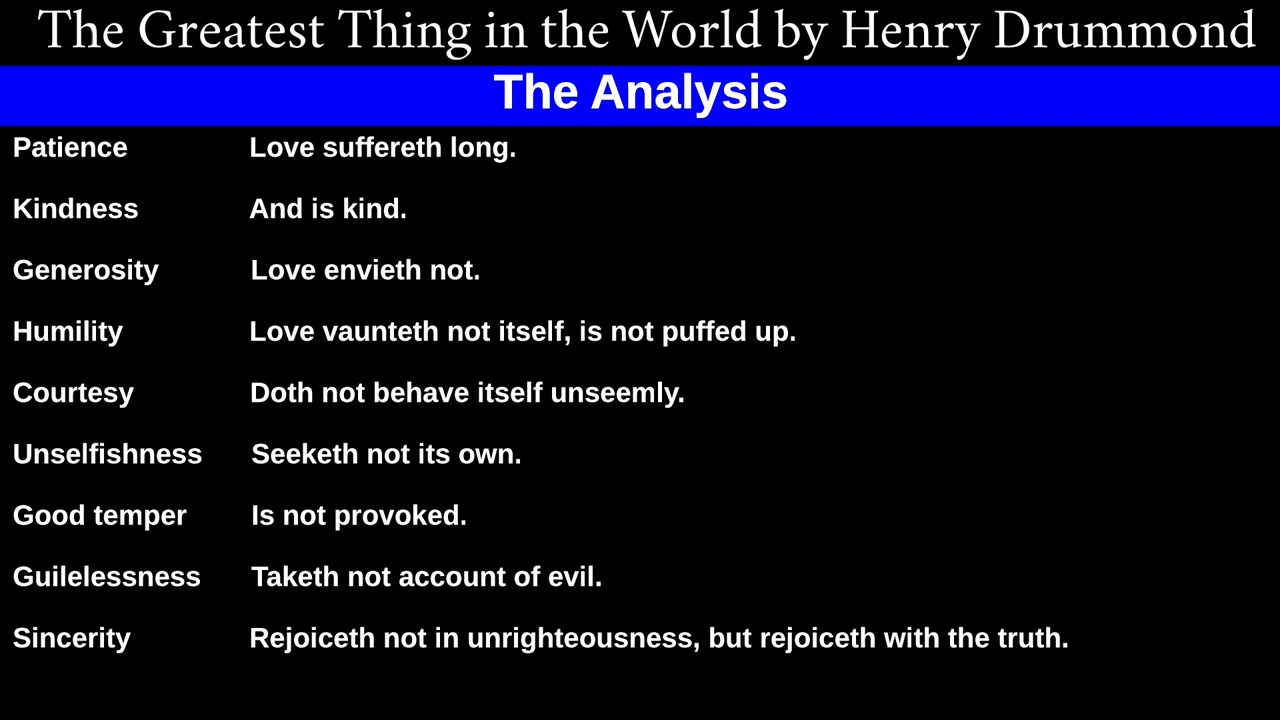 The Greatest Thing in the World by Henry Drummond
The Analysis
Patience Love suffereth long.
Kindness And is kind.
Generosity Love envieth not.
Humility Love vaunteth not itself, is not puffed up.
Courtesy Doth not behave itself unseemly.
Unselfishness Seeketh not its own.
Good temper Is not provoked.
Guilelessness Taketh not account of evil.
Sincerity Rejoiceth not in unrighteousness, but rejoiceth with the truth.